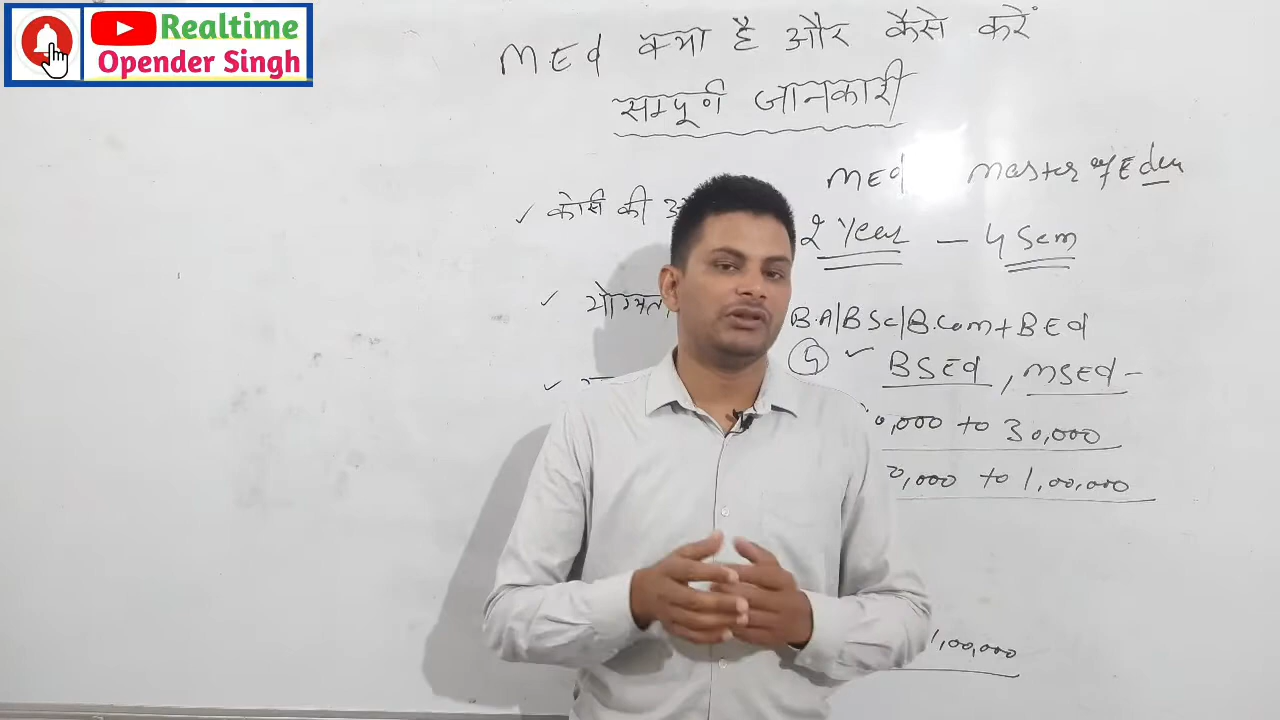 Realtime
Opender Singh
MEd क्या है और कैसे करें
सम्पूर्ण जानकारी
MEd Master of Edu
✓ कोर्स की
2 Year - 4 Sem
✓ योग्यता
B.A/BSc/B.Com+BEd
✓ BSEd, MSEd -
0,000 to 30,000
0,000 to 1,00,000
1,00,000